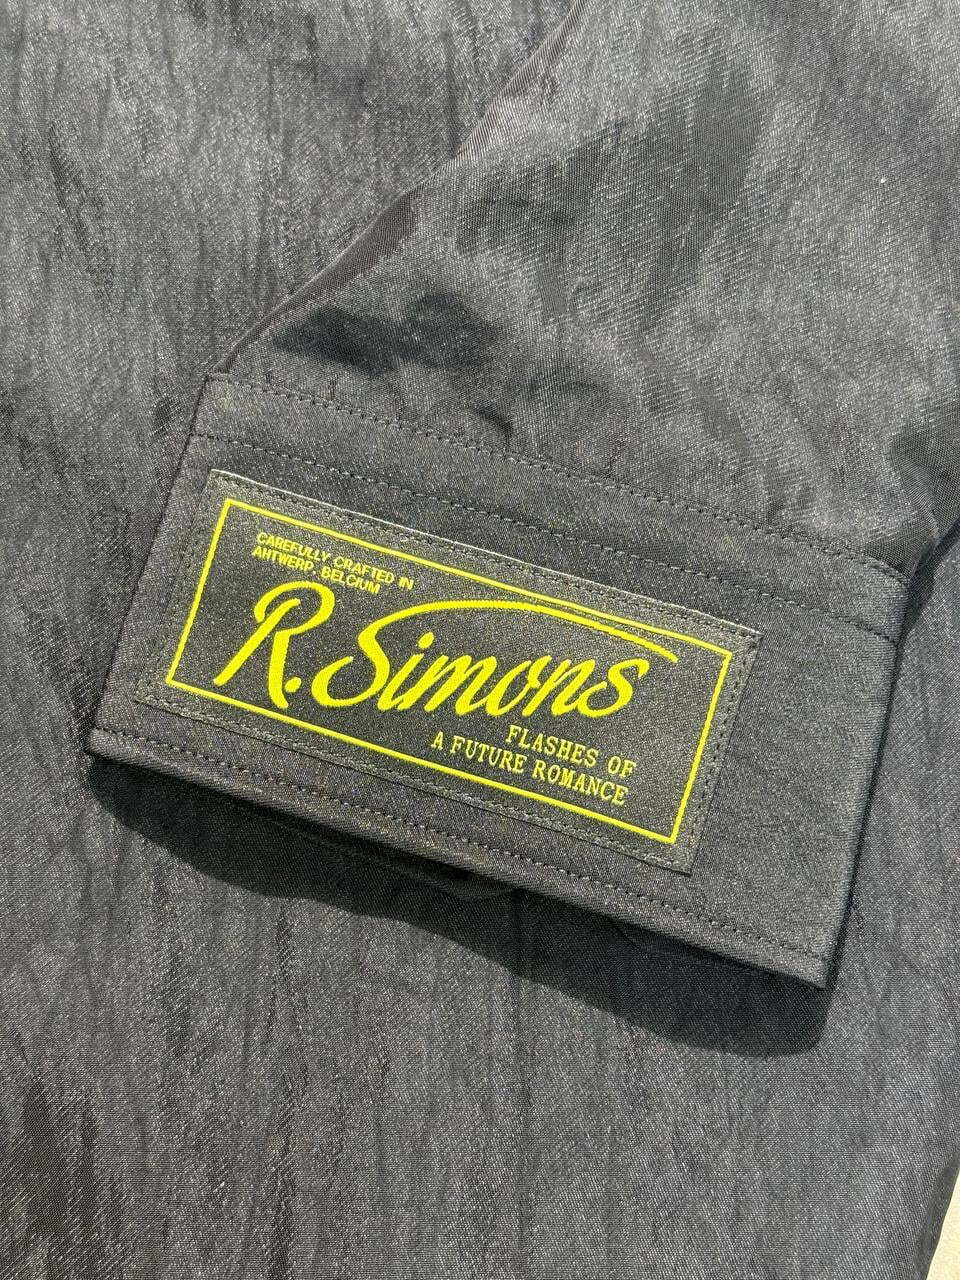 CAREFULLY CRAFTED IN
ANTWERP, BELGIUM
R.Simons
FLASHES OF
A FUTURE ROMANCE